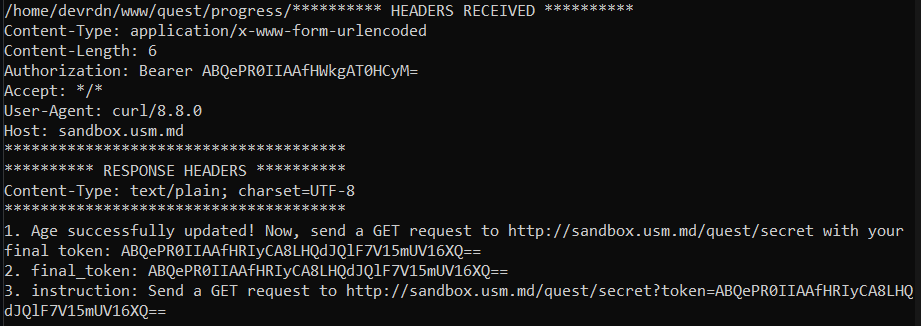 /home/devrdn/www/quest/progress/********** HEADERS RECEIVED **********
Content-Type: application/x-www-form-urlencoded
Content-Length: 6
Authorization: Bearer ABQePR0IIAAfHWkgAT0HCyM=
Accept: */*
User-Agent: curl/8.8.0
Host: sandbox.usm.md
**************************************
********** RESPONSE HEADERS **********
Content-Type: text/plain; charset=UTF-8
**************************************
1. Age successfully updated! Now, send a GET request to http://sandbox.usm.md/quest/secret with your
final token: ABQePR0IIAAfHRIyCA8LHQdJQlF7V15mUV16XQ==
2. final_token: ABQePR0IIAAfHRIyCA8LHQdJQlF7V15mUV16XQ==
3. instruction: Send a GET request to http://sandbox.usm.md/quest/secret?token=ABQePR0IIAAfHRIyCA8LHQ
dJQlF7V15mUV16XQ==